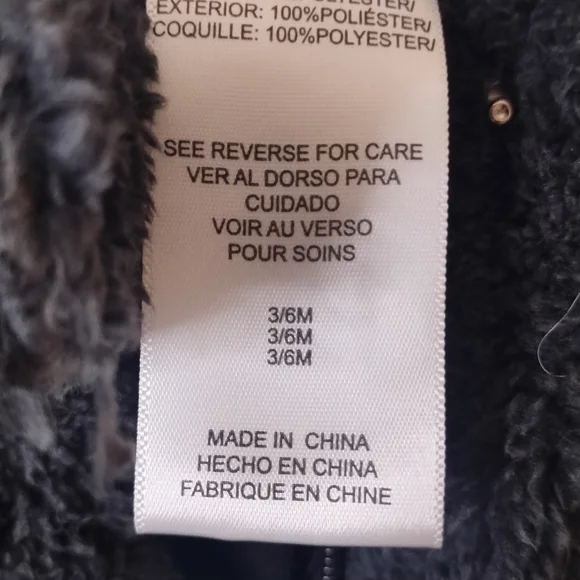 POLYESTER/
EXTERIOR: 100%POLIÉSTER/
COQUILLE: 100%POLYESTER/
SEE REVERSE FOR CARE
VER AL DORSO PARA
CUIDADO
VOIR AU VERSO
POUR SOINS
3/6M
3/6M
3/6M
MADE IN CHINA
HECHO EN CHINA
FABRIQUE EN CHINE